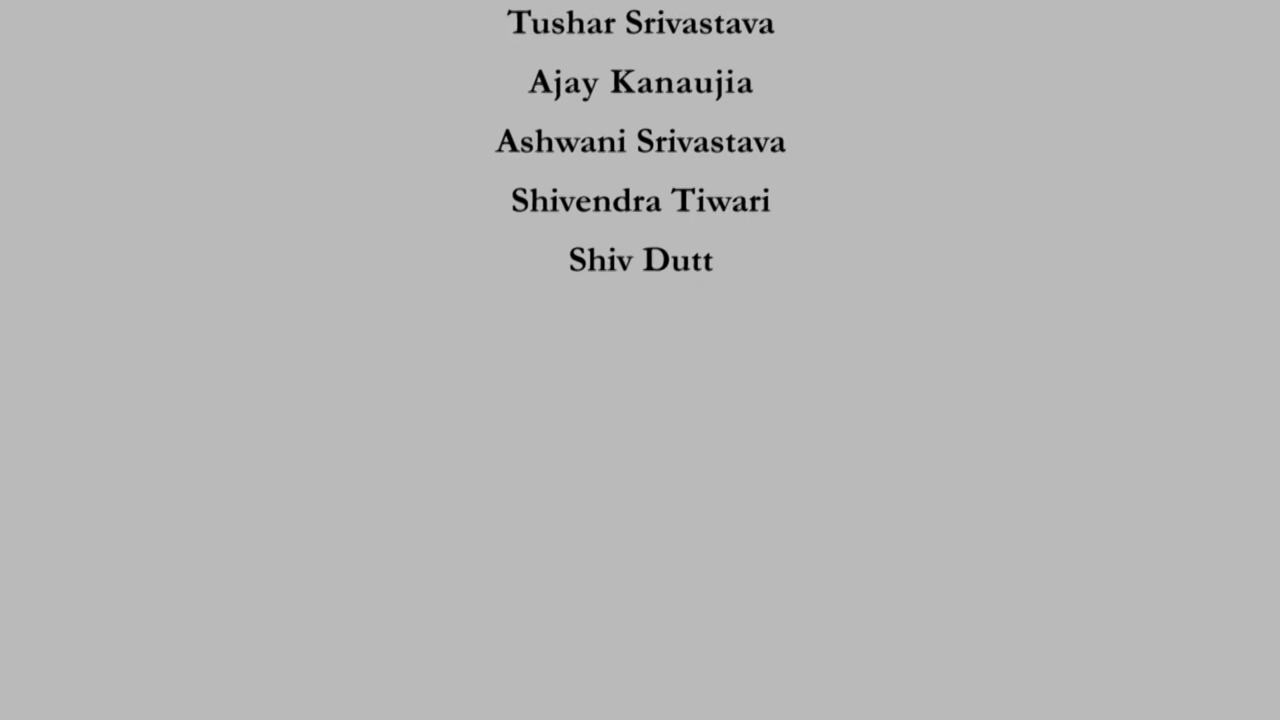 Tushar Srivastava
Ajay Kanaujia
Ashwani Srivastava
Shivendra Tiwari
Shiv Dutt